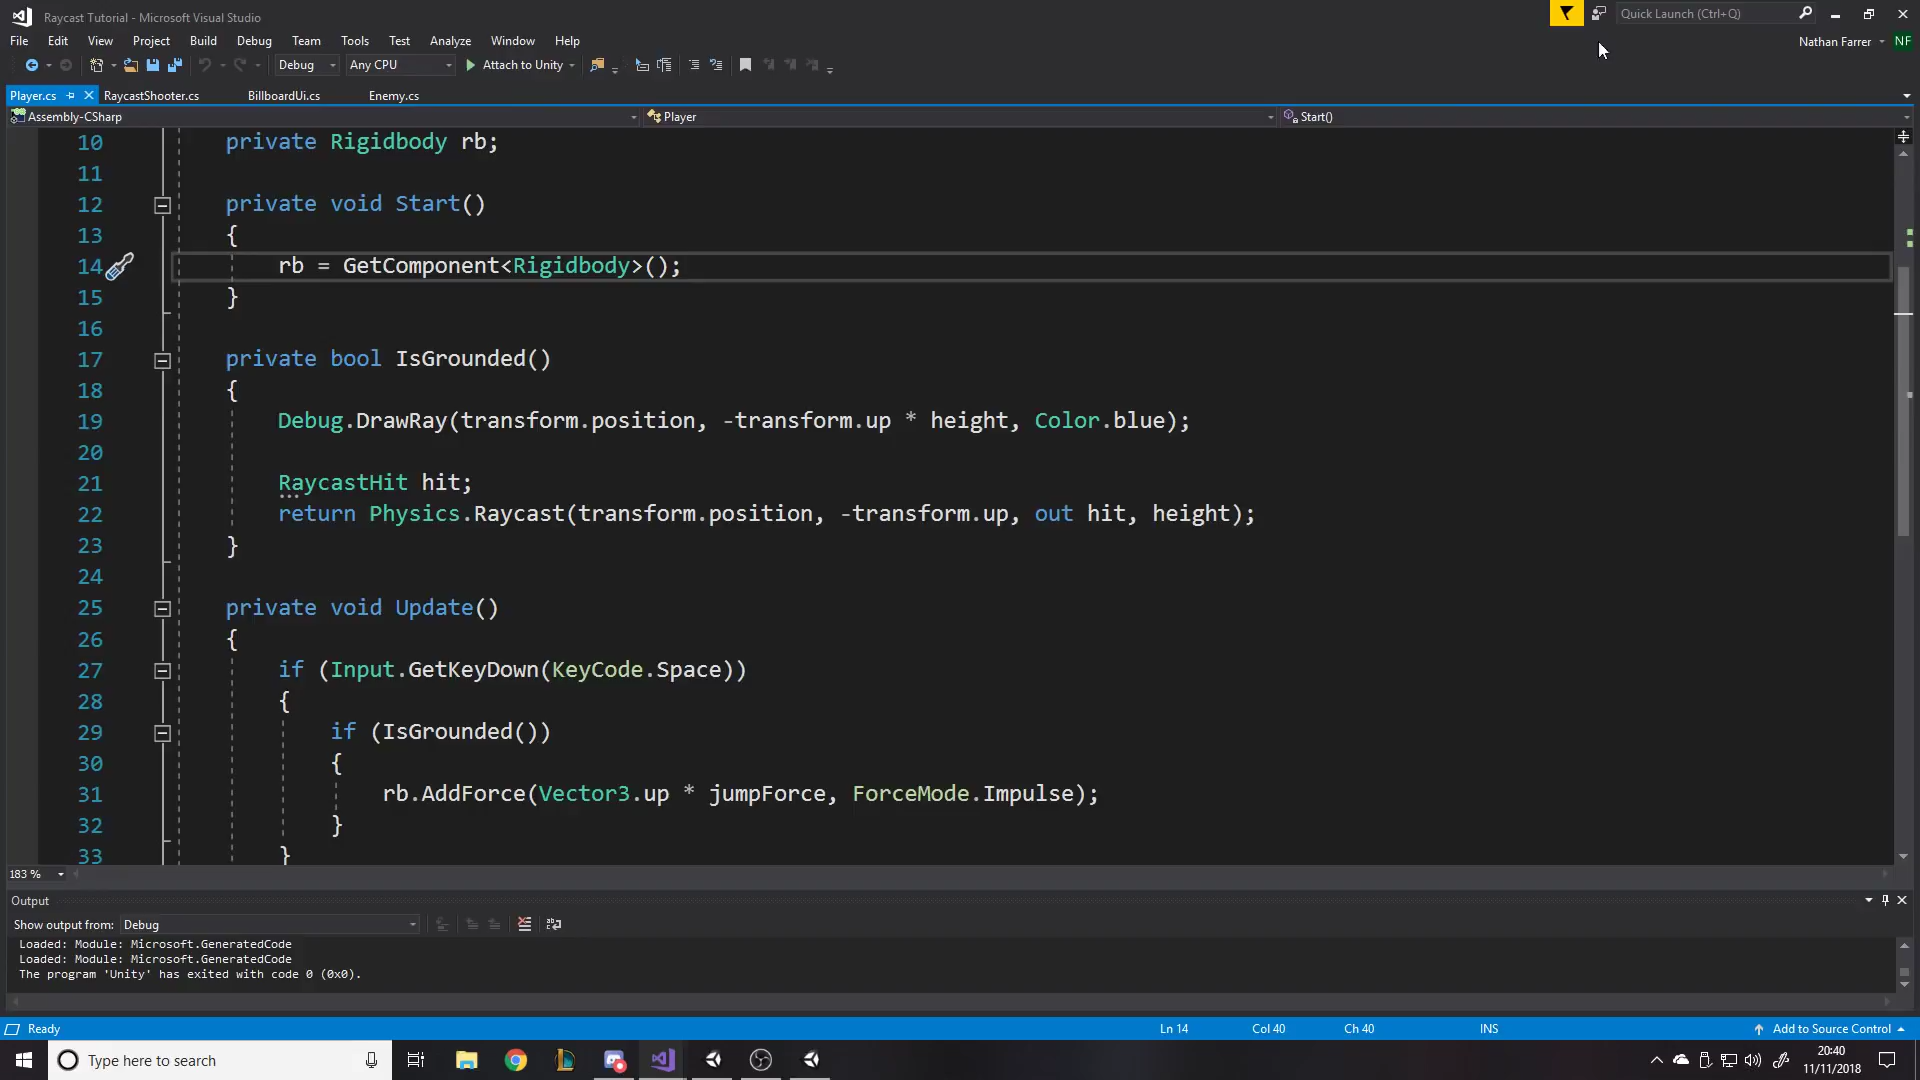 Raycast Tutorial - Microsoft Visual Studio
Quick Launch (Ctrl+Q)
File Edit View Project Build Debug Team Tools Test Analyze Window Help
Nathan Farrer NF
Debug Any CPU Attach to Unity
Player.cs RaycastShooter.cs BillboardUi.cs Enemy.cs
Assembly-CSharp Player Start()
10 private Rigidbody rb;
11
12 private void Start()
13 {
14 rb = GetComponent<Rigidbody>();
15 }
16
17 private bool IsGrounded()
18 {
19 Debug.DrawRay(transform.position, -transform.up * height, Color.blue);
20
21 RaycastHit hit;
22 return Physics.Raycast(transform.position, -transform.up, out hit, height);
23 }
24
25 private void Update()
26 {
27 if (Input.GetKeyDown(KeyCode.Space))
28 {
29 if (IsGrounded())
30 {
31 rb.AddForce(Vector3.up * jumpForce, ForceMode.Impulse);
32 }
33 }
183 %
Output
Show output from: Debug
Loaded: Module: Microsoft.GeneratedCode
Loaded: Module: Microsoft.GeneratedCode
The program 'Unity' has exited with code 0 (0x0).
Ready Ln 14 Col 40 Ch 40 INS Add to Source Control
Type here to search
20:40
11/11/2018